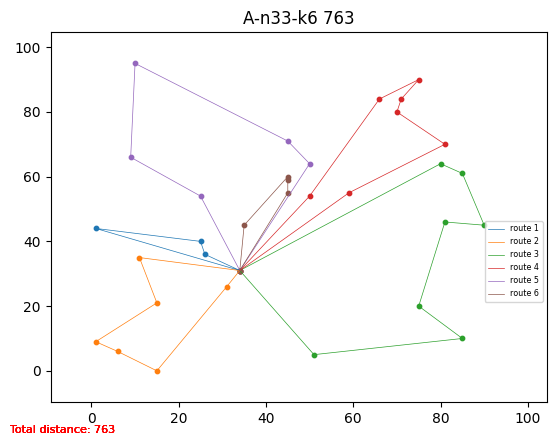 A-n33-k6 763
100
80
60
40
20
0
route 1
route 2
route 3
route 4
route 5
route 6
0 20 40 60 80 100
Total distance: 763